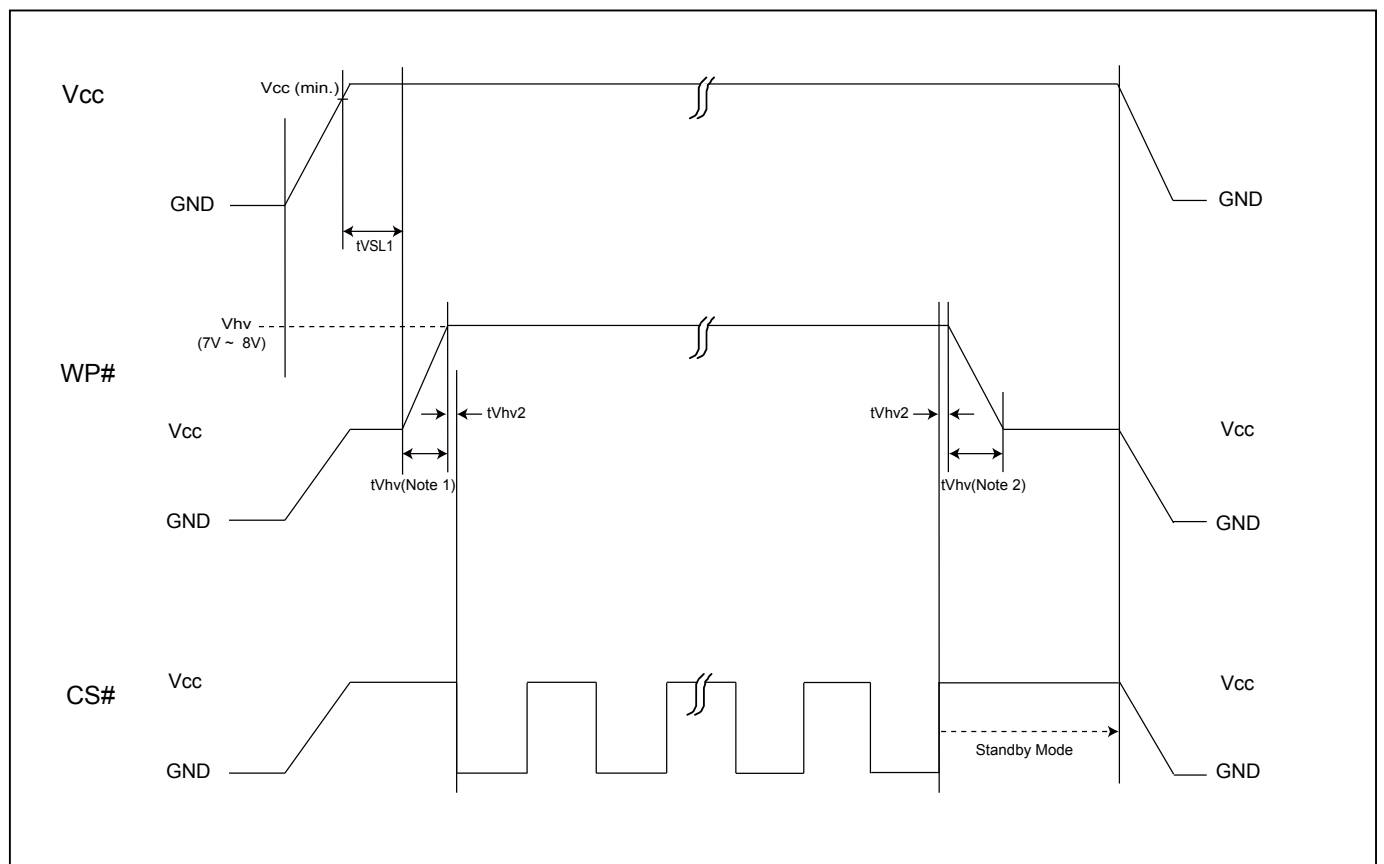 Vcc
Vcc (min.)
GND
GND
tVSL1
Vhv
(7V ~ 8V)
WP#
tVhv2
tVhv2
Vcc
Vcc
tVhv(Note 1)
tVhv(Note 2)
GND
GND
CS#
Vcc
Vcc
Standby Mode
GND
GND